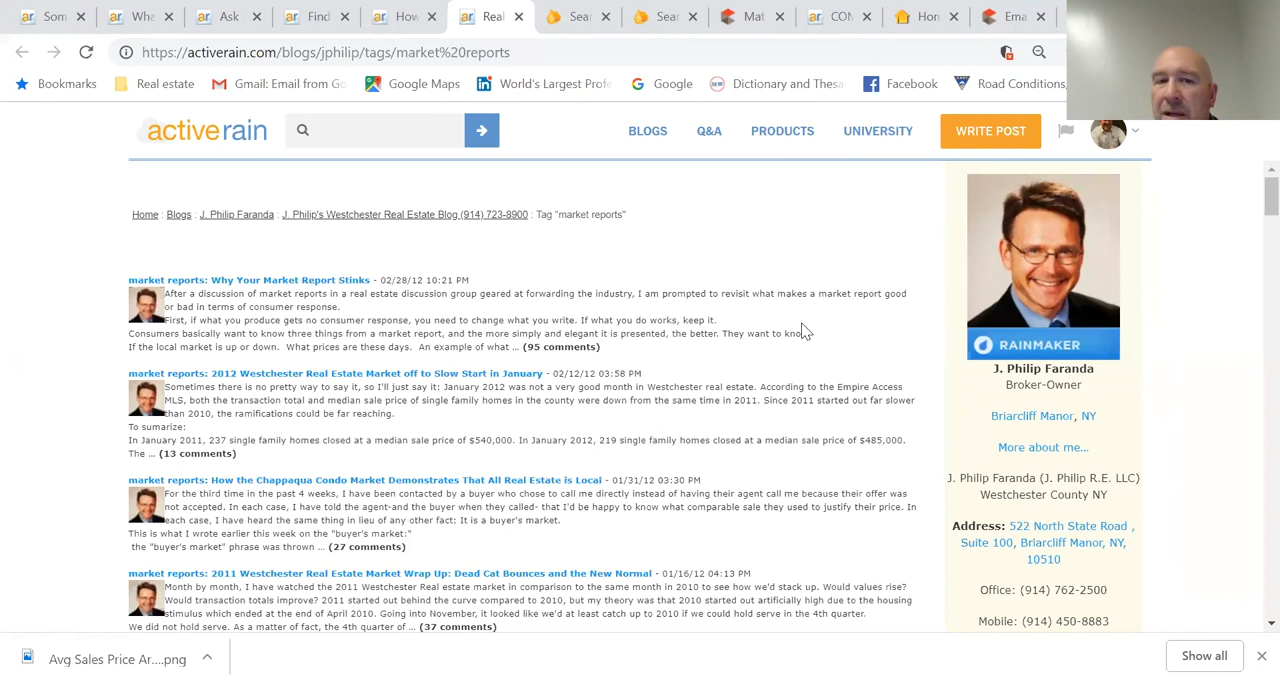 Som
Wha
Ask
Find
How
Real
Sear
Sear
Mat
CON
Hon
Ema
https://activerain.com/blogs/jphilip/tags/market%20reports
Bookmarks
Real estate
Gmail: Email from Go
Google Maps
World's Largest Profe
Google
Dictionary and Thesa
Facebook
Road Conditions,
activerain
BLOGS
Q&A
PRODUCTS
UNIVERSITY
WRITE POST
Home : Blogs : J. Philip Faranda : J. Philip's Westchester Real Estate Blog (914) 723-8900 : Tag "market reports"
market reports: Why Your Market Report Stinks - 02/28/12 10:21 PM
After a discussion of market reports in a real estate discussion group geared at forwarding the industry, I am prompted to revisit what makes a market report good
or bad in terms of consumer response.
First, if what you produce gets no consumer response, you need to change what you write. If what you do works, keep it.
Consumers basically want to know three things from a market report, and the more simply and elegant it is presented, the better. They want to know
If the local market is up or down. What prices are these days. An example of what ... (95 comments)
market reports: 2012 Westchester Real Estate Market off to Slow Start in January - 02/12/12 03:58 PM
Sometimes there is no pretty way to say it, so I'll just say it: January 2012 was not a very good month in Westchester real estate. According to the Empire Access
MLS, both the transaction total and median sale price of single family homes in the county were down from the same time in 2011. Since 2011 started out far slower
than 2010, the ramifications could be far reaching.
To sumarize:
In January 2011, 237 single family homes closed at a median sale price of $540,000. In January 2012, 219 single family homes closed at a median sale price of $485,000.
The ... (13 comments)
market reports: How the Chappaqua Condo Market Demonstrates That All Real Estate is Local - 01/31/12 03:30 PM
For the third time in the past 4 weeks, I have been contacted by a buyer who chose to call me directly instead of having their agent call me because their offer was
not accepted. In each case, I have told the agent-and the buyer when they called- that I'd be happy to know what comparable sale they used to justify their price. In
each case, I have heard the same thing in lieu of any other fact: It is a buyer's market.
This is what I wrote earlier this week on the "buyer's market:"
the "buyer's market" phrase was thrown ... (27 comments)
market reports: 2011 Westchester Real Estate Market Wrap Up: Dead Cat Bounces and the New Normal - 01/16/12 04:13 PM
Month by month, I have watched the 2011 Westchester Real estate market in comparison to the same month in 2010 to see how we'd stack up. Would values rise?
Would transaction totals improve? 2011 started out behind the curve compared to 2010, but my theory was that 2010 started out artificially high due to the housing
stimulus which ended at the end of April 2010. Going into November, it looked like we'd at least catch up to 2010 if we could hold serve in the 4th quarter.
We did not hold serve. As a matter of fact, the 4th quarter of ... (37 comments)
RAINMAKER
J. Philip Faranda
Broker-Owner
Briarcliff Manor, NY
More about me...
J. Philip Faranda (J. Philip R.E. LLC)
Westchester County NY
Address: 522 North State Road ,
Suite 100, Briarcliff Manor, NY,
10510
Office: (914) 762-2500
Mobile: (914) 450-8883
Avg Sales Price Ar....png
Show all